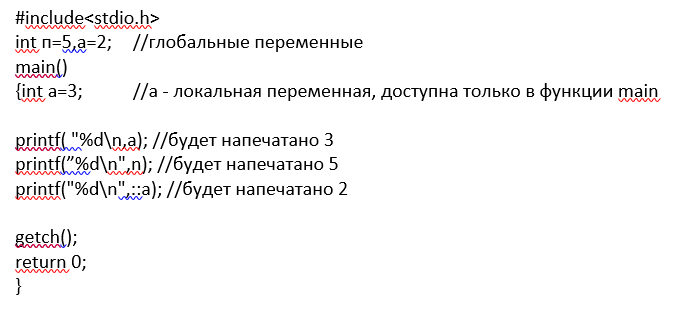 #include<stdio.h>
int п=5,a=2; //глобальные переменные
main()
{int a=3; //a - локальная переменная, доступна только в функции main
printf( "%d\n,a); //будет напечатано 3
printf(”%d\n",n); //будет напечатано 5
printf("%d\n",::a); //будет напечатано 2
getch();
return 0;
}